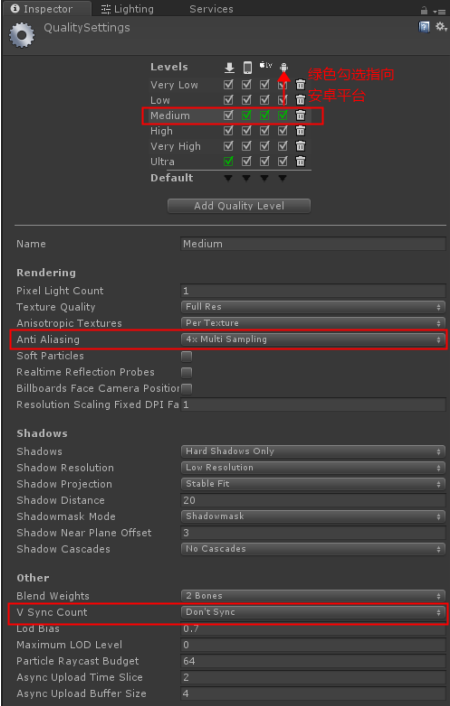 Inspector Lighting Services
QualitySettings
Levels tv
Very Low
Low
Medium
High
Very High
Ultra
Default
绿色勾选指向
安卓平台
Add Quality Level
Name Medium
Rendering
Pixel Light Count 1
Texture Quality Full Res
Anisotropic Textures Per Texture
Anti Aliasing 4x Multi Sampling
Soft Particles
Realtime Reflection Probes
Billboards Face Camera Position
Resolution Scaling Fixed DPI Fa 1
Shadows
Shadows Hard Shadows Only
Shadow Resolution Low Resolution
Shadow Projection Stable Fit
Shadow Distance 20
Shadowmask Mode Shadowmask
Shadow Near Plane Offset 3
Shadow Cascades No Cascades
Other
Blend Weights 2 Bones
V Sync Count Don't Sync
Lod Bias 0.7
Maximum LOD Level 0
Particle Raycast Budget 64
Async Upload Time Slice 2
Async Upload Buffer Size 4